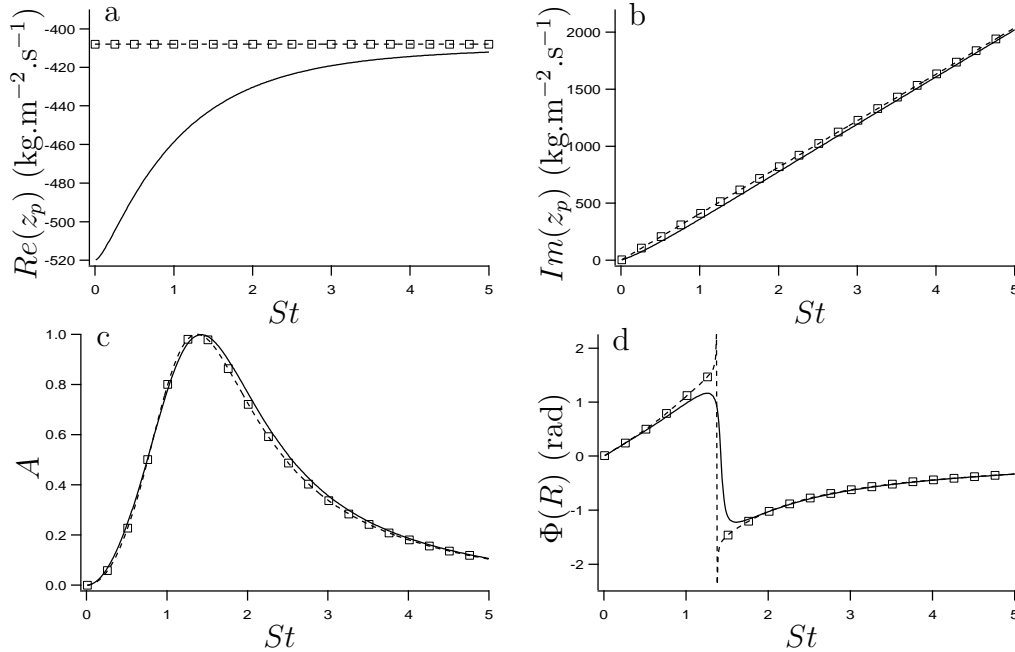 a
Re(z_p) (kg.m^{-2}.s^{-1})
-400
-420
-440
-460
-480
-500
-520
0 1 2 3 4 5
St
b
Im(z_p) (kg.m^{-2}.s^{-1})
2000
1500
1000
500
0
0 1 2 3 4 5
St
c
A
1.0
0.8
0.6
0.4
0.2
0.0
0 1 2 3 4 5
St
d
Φ(R) (rad)
2
1
0
-1
-2
0 1 2 3 4 5
St